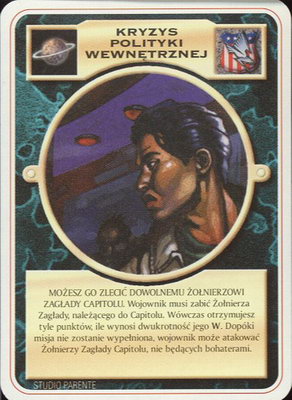 KRYZYS
POLITYKI
WEWNĘTRZNEJ
MOŻESZ GO ZLECIĆ DOWOLNEMU ŻOŁNIERZOWI
ZAGŁADY CAPITOLU. Wojownik musi zabić Żołnierza
Zagłady, należącego do Capitolu. Wówczas otrzymujesz
tyle punktów, ile wynosi dwukrotność jego W. Dopóki
misja nie zostanie wypełniona, wojownik może atakować
Żołnierzy Zagłady Capitolu, nie będących bohaterami.
STUDIO PARENTE